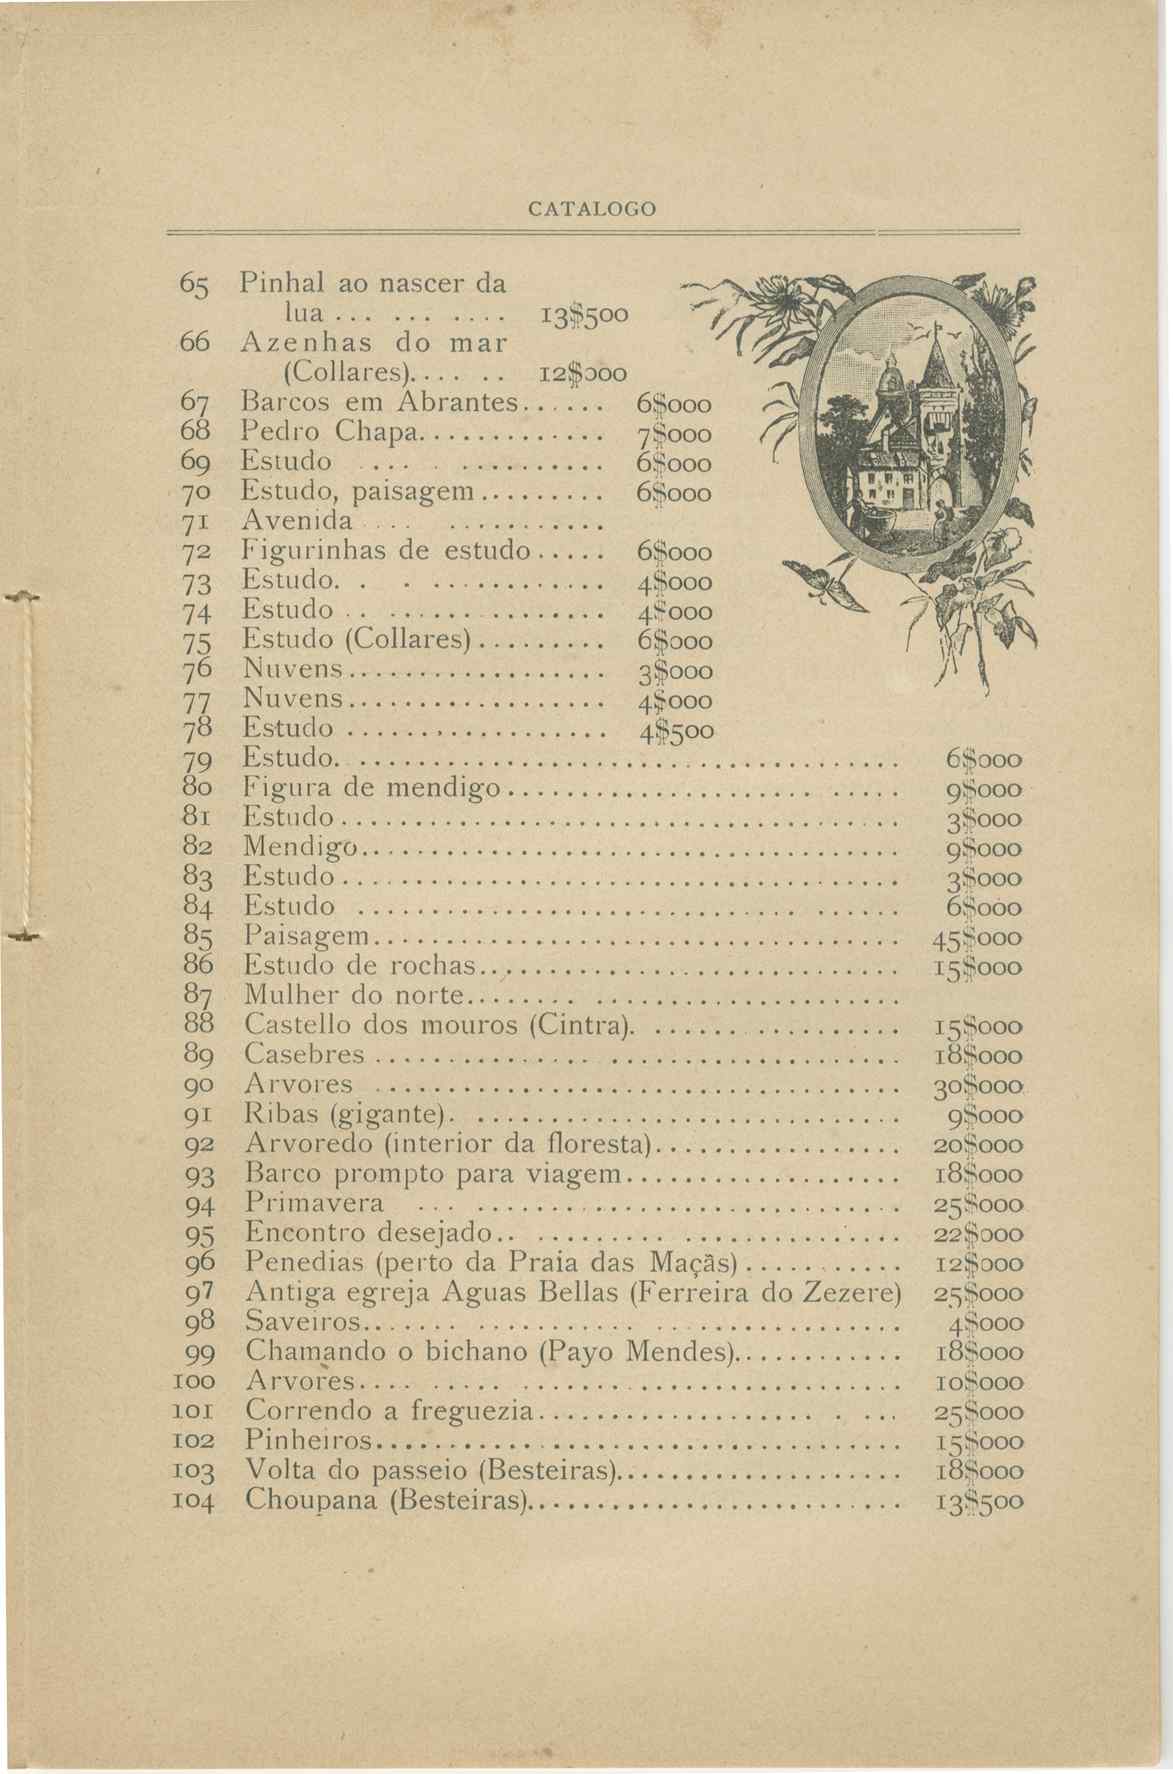 CATALOGO
65 Pinhal ao nascer da
lua ... ... .... 13$500
66 Azenhas do mar
(Collares)..... .. 12$000
67 Barcos em Abrantes...... 6$000
68 Pedro Chapa............. 7$000
69 Estudo .... . .......... 6$000
70 Estudo, paisagem......... 6$000
71 Avenida .... ...........
72 Figurinhas de estudo..... 6$000
73 Estudo. . . ............ 4$000
74 Estudo .. .............. 4$000
75 Estudo (Collares)......... 6$000
76 Nuvens.................. 3$000
77 Nuvens.................. 4$000
78 Estudo .................. 4$500
79 Estudo. ..................................... 6$000
80 Figura de mendigo..................... ..... 9$000
81 Estudo....................................... 3$000
82 Mendigo..................................... 9$000
83 Estudo....................................... 3$000
84 Estudo .............................. ...... 6$000
85 Paisagem.................................... 45$000
86 Estudo de rochas............................. 15$000
87 Mulher do norte........ .....................
88 Castello dos mouros (Cintra). ................. 15$000
89 Casebres ............... .................... 18$000
90 Arvores .................................... 30$000
91 Ribas (gigante). ............................. 9$000
92 Arvoredo (interior da floresta)................. 20$000
93 Barco prompto para viagem................... 18$000
94 Primavera ... ............................. 25$000
95 Encontro desejado.. ......... ............... 22$000
96 Penedias (perto da Praia das Maçãs)........... 12$000
97 Antiga egreja Aguas Bellas (Ferreira do Zezere) 25$000
98 Saveiros....... ........... .................. 4$000
99 Chamando o bichano (Payo Mendes)............ 18$000
100 Arvores.... ..... .......................... 10$000
101 Correndo a freguezia................... . ... 25$000
102 Pinheiros.................................... 15$000
103 Volta do passeio (Besteiras).................... 18$000
104 Choupana (Besteiras).......................... 13$500